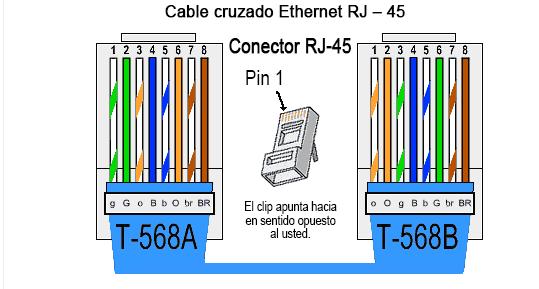 Cable cruzado Ethernet RJ – 45
Conector RJ-45
1 2 3 4 5 6 7 8
Pin 1
1 2 3 4 5 6 7 8
El clip apunta hacia
en sentido opuesto
al usted.
g G o B b O br BR
T-568A
o O g B b G br BR
T-568B